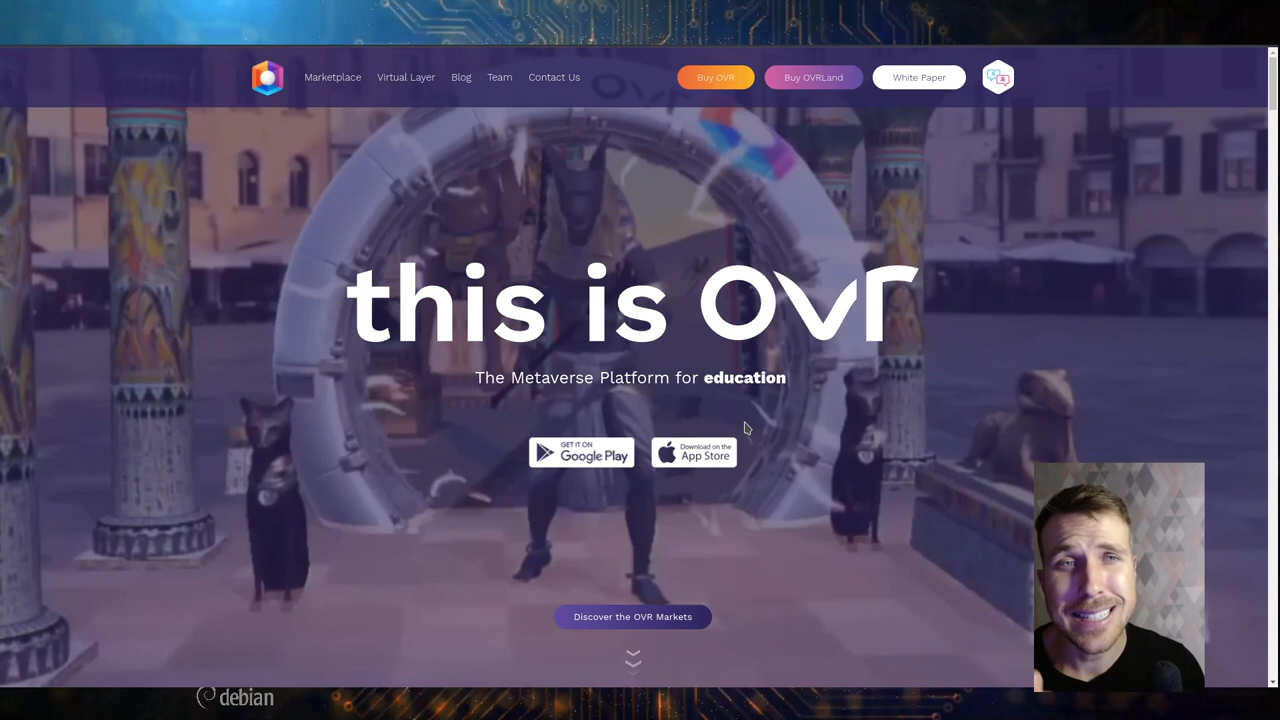 Marketplace
Virtual Layer
Blog
Team
Contact Us
Buy OVR
Buy OVRLand
White Paper
this is ovr
The Metaverse Platform for education
GET IT ON
Google Play
Download on the
App Store
Discover the OVR Markets
debian